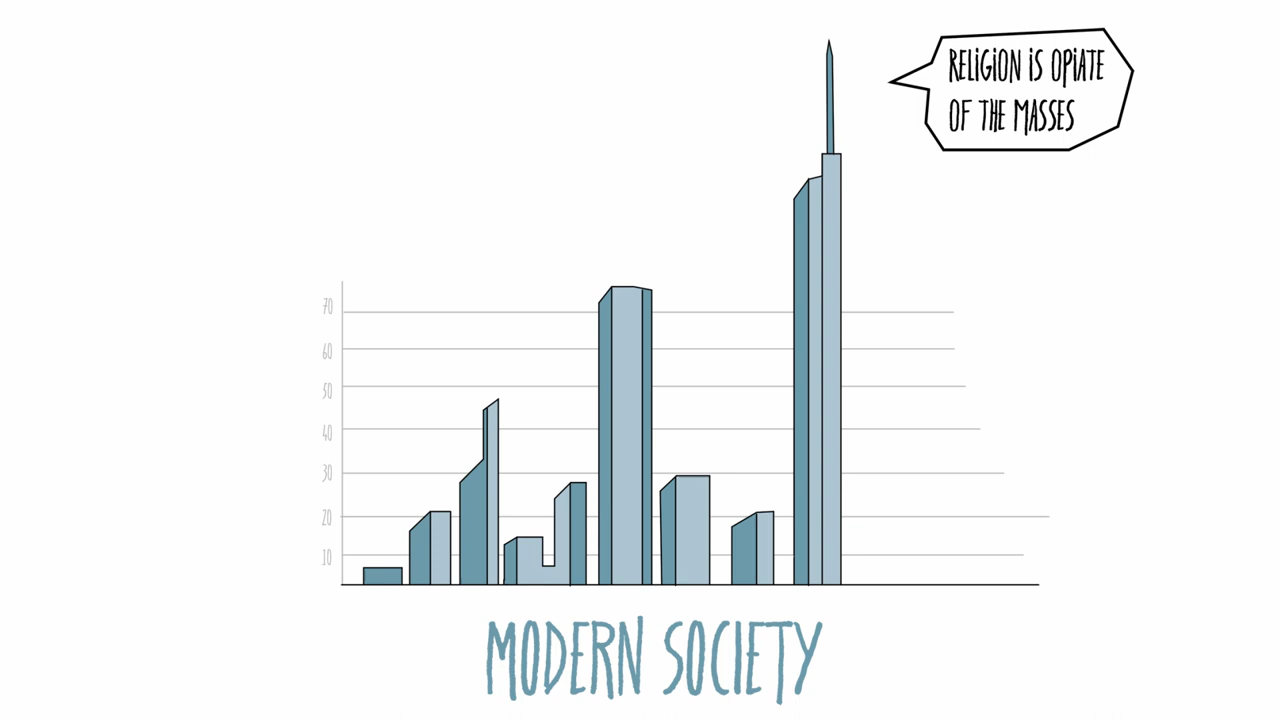 RELIGION IS OPIATE
OF THE MASSES
70
60
50
40
30
20
10
MODERN SOCIETY